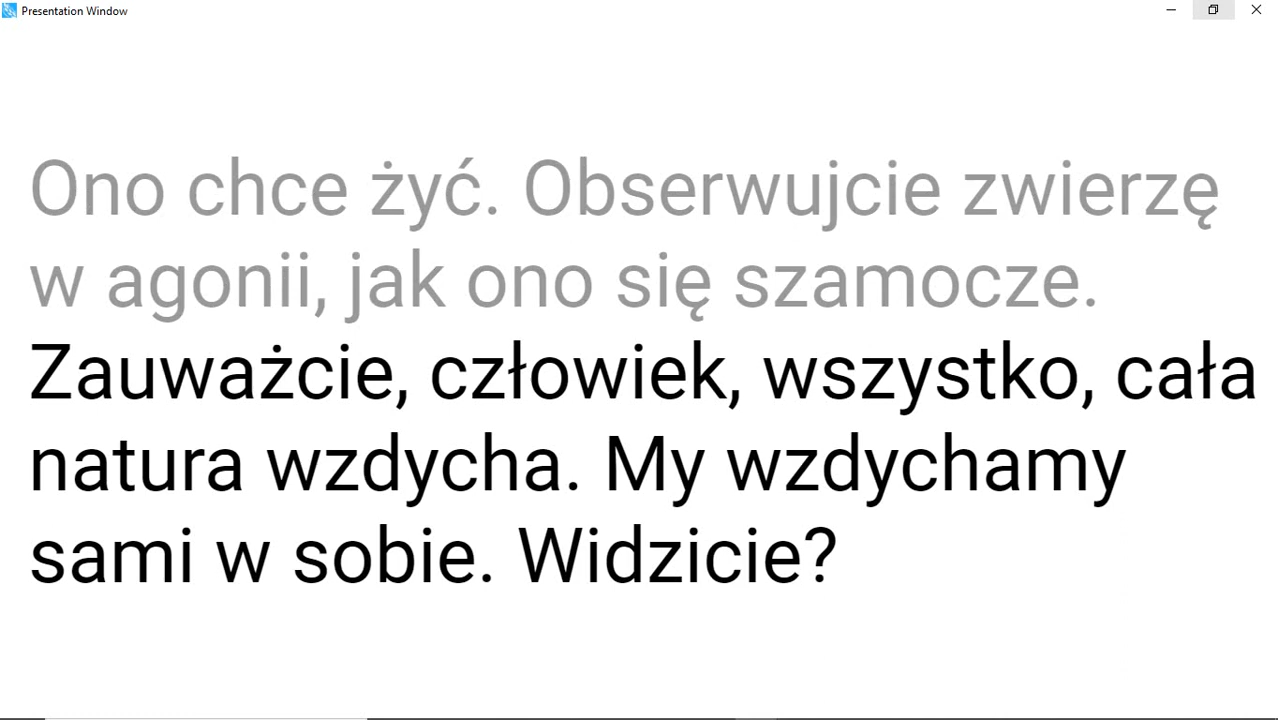 Presentation Window
Ono chce żyć. Obserwujcie zwierzę
w agonii, jak ono się szamocze.
Zauważcie, człowiek, wszystko, cała
natura wzdycha. My wzdychamy
sami w sobie. Widzicie?